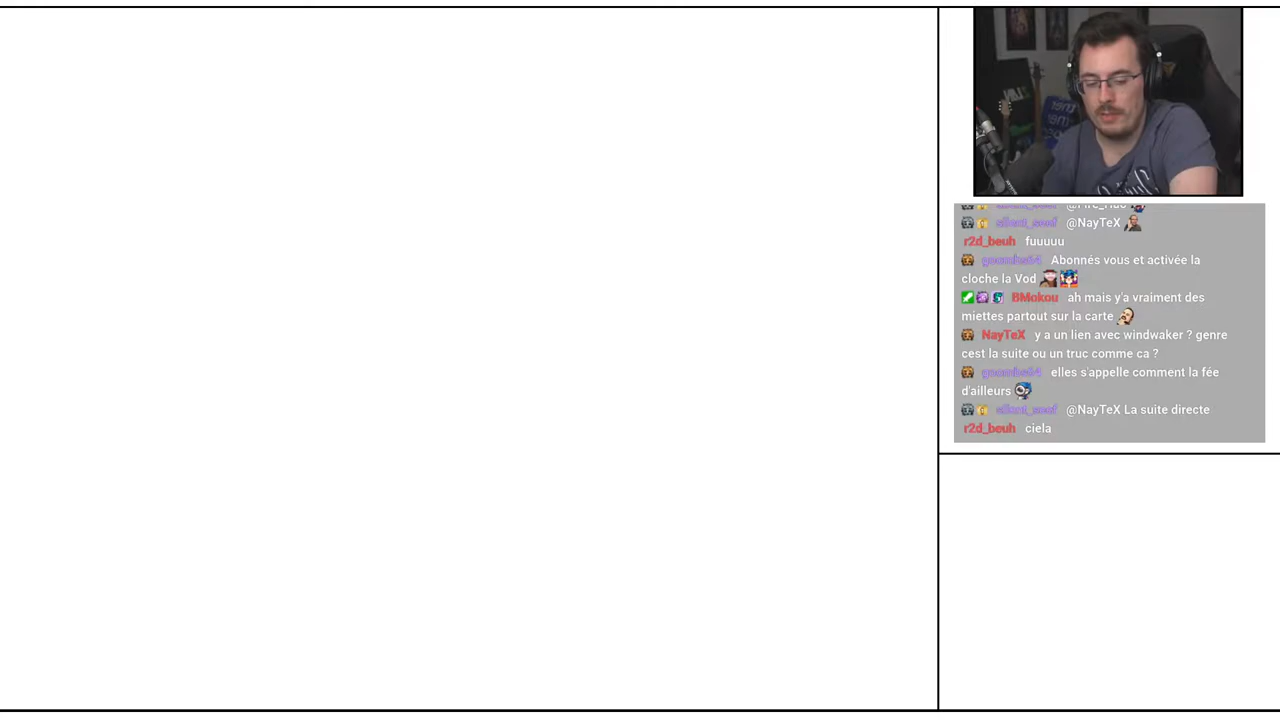 @NayTeX
r2d_beuh fuuuuu
gnombs64 Abonnés vous et activée la
cloche la Vod
BMokou ah mais y'a vraiment des
miettes partout sur la carte
NayTeX y a un lien avec windwaker ? genre
cest la suite ou un truc comme ca ?
gnombs64 elles s'appelle comment la fée
d'ailleurs
@NayTeX La suite directe
r2d_beuh ciela